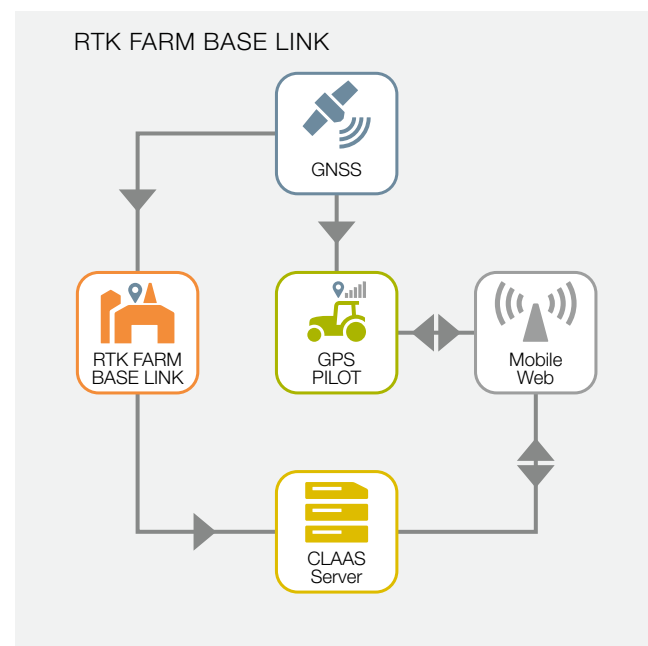 RTK FARM BASE LINK
GNSS
RTK FARM
BASE LINK
GPS
PILOT
Mobile
Web
CLAAS
Server